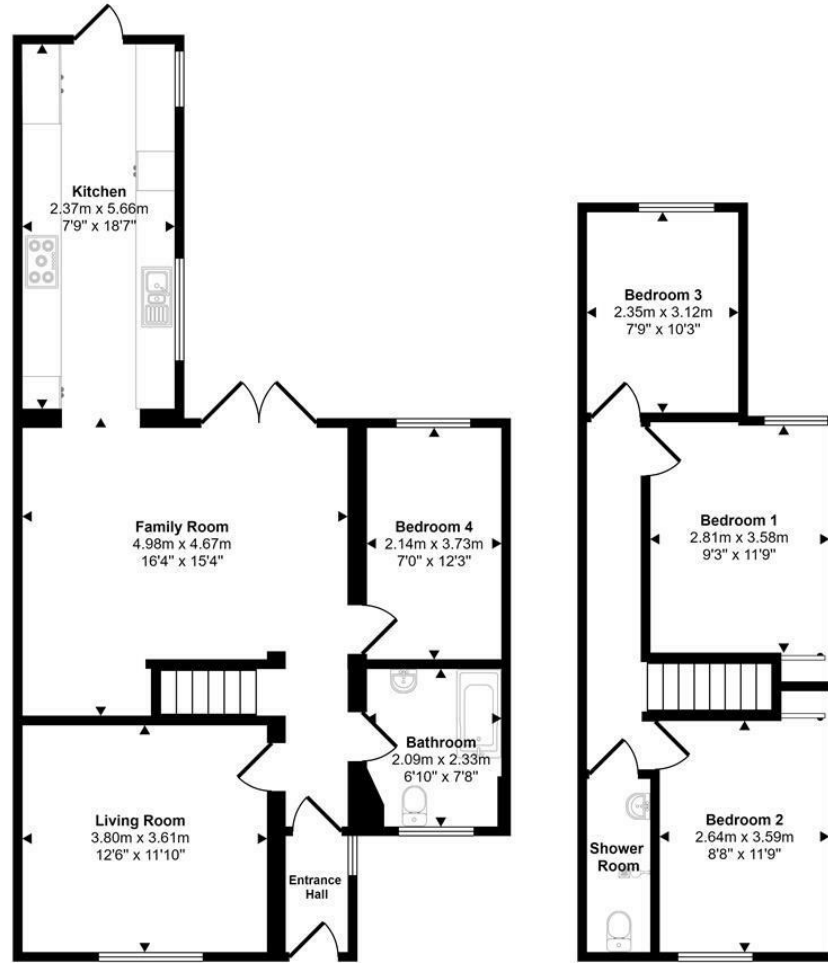 Kitchen
2.37m x 5.66m
7'9" x 18'7"
Family Room
4.98m x 4.67m
16'4" x 15'4"
Bedroom 4
2.14m x 3.73m
7'0" x 12'3"
Bathroom
2.09m x 2.33m
6'10" x 7'8"
Living Room
3.80m x 3.61m
12'6" x 11'10"
Entrance
Hall
Bedroom 3
2.35m x 3.12m
7'9" x 10'3"
Bedroom 1
2.81m x 3.58m
9'3" x 11'9"
Bedroom 2
2.64m x 3.59m
8'8" x 11'9"
Shower
Room